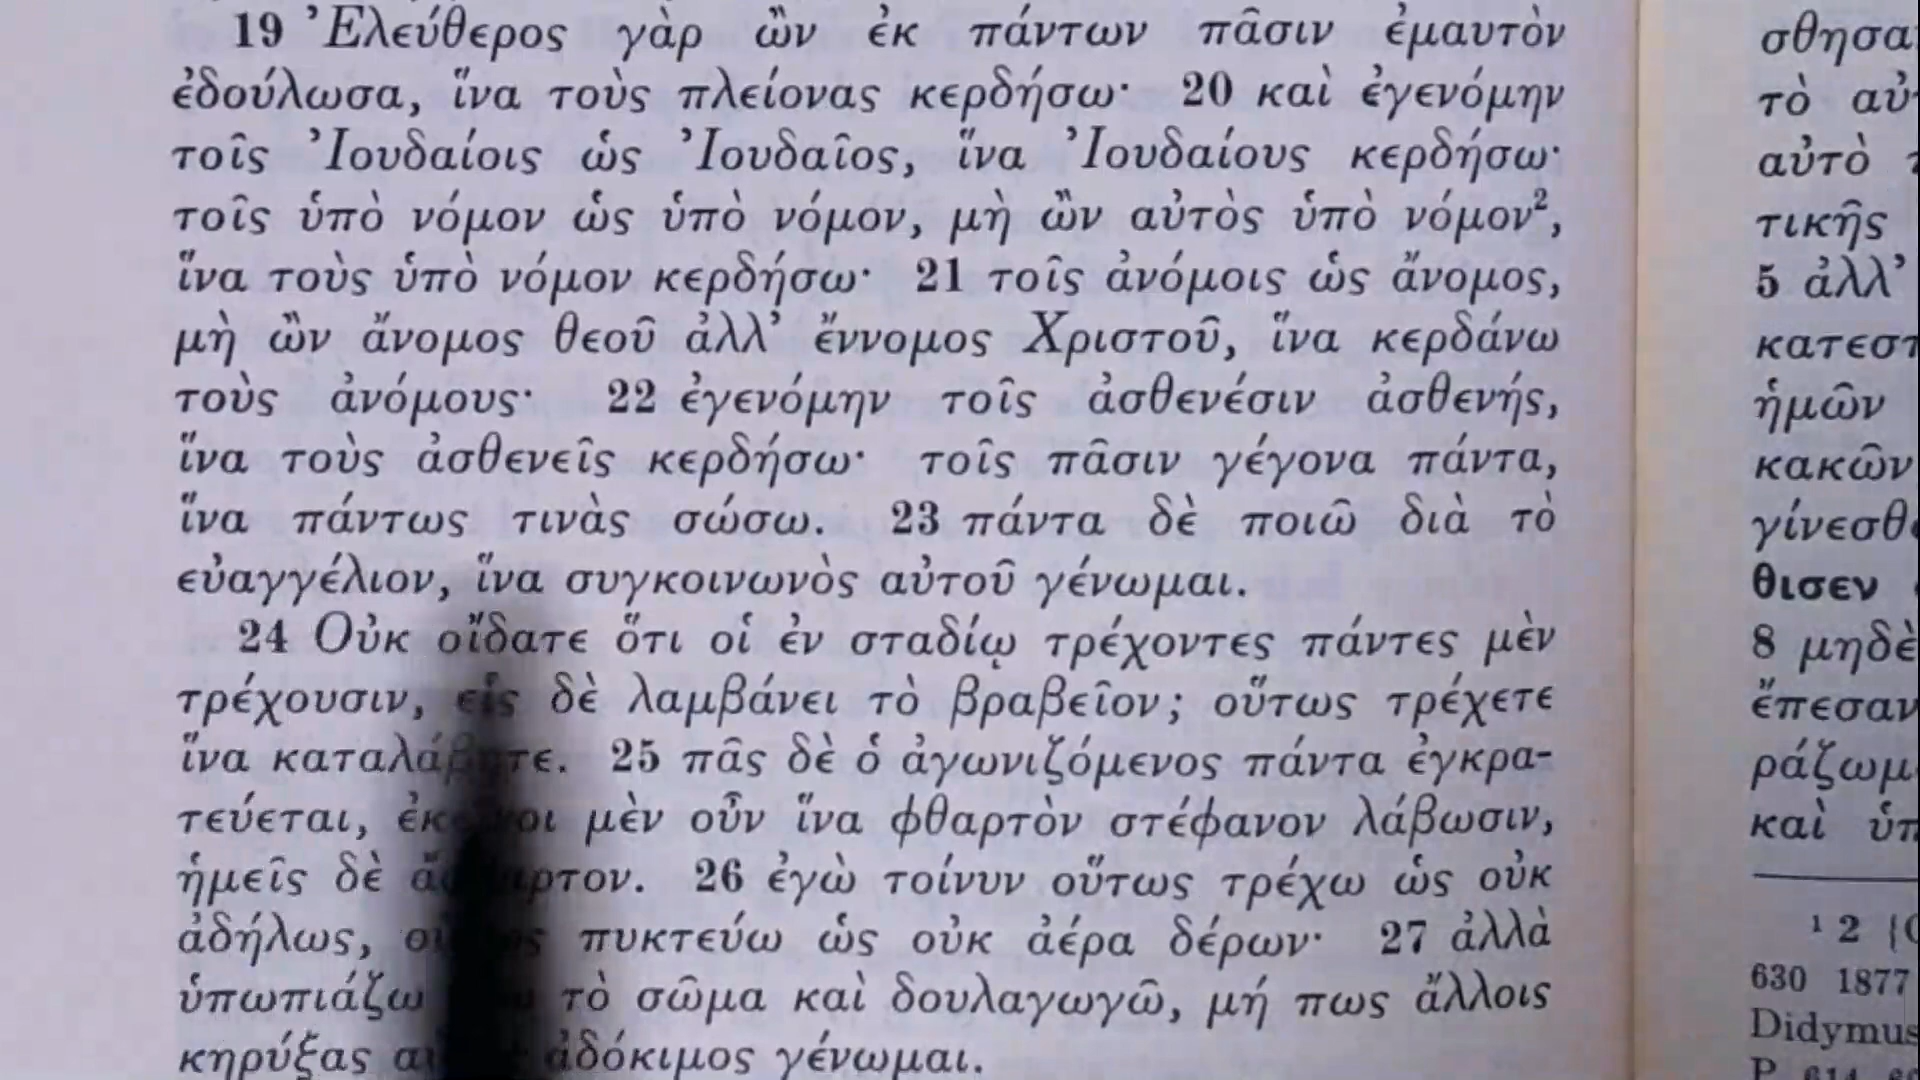 19 Ἐλεύθερος γὰρ ὢν ἐκ πάντων πᾶσιν ἐμαυτὸν
ἐδούλωσα, ἵνα τοὺς πλείονας κερδήσω· 20 καὶ ἐγενόμην
τοῖς Ἰουδαίοις ὡς Ἰουδαῖος, ἵνα Ἰουδαίους κερδήσω·
τοῖς ὑπὸ νόμον ὡς ὑπὸ νόμον, μὴ ὢν αὐτὸς ὑπὸ νόμον²,
ἵνα τοὺς ὑπὸ νόμον κερδήσω· 21 τοῖς ἀνόμοις ὡς ἄνομος,
μὴ ὢν ἄνομος θεοῦ ἀλλ’ ἔννομος Χριστοῦ, ἵνα κερδάνω
τοὺς ἀνόμους· 22 ἐγενόμην τοῖς ἀσθενέσιν ἀσθενής,
ἵνα τοὺς ἀσθενεῖς κερδήσω· τοῖς πᾶσιν γέγονα πάντα,
ἵνα πάντως τινὰς σώσω. 23 πάντα δὲ ποιῶ διὰ τὸ
εὐαγγέλιον, ἵνα συγκοινωνὸς αὐτοῦ γένωμαι.
24 Οὐκ οἴδατε ὅτι οἱ ἐν σταδίῳ τρέχοντες πάντες μὲν
τρέχουσιν, εἷς δὲ λαμβάνει τὸ βραβεῖον; οὕτως τρέχετε
ἵνα καταλάβητε. 25 πᾶς δὲ ὁ ἀγωνιζόμενος πάντα ἐγκρα-
τεύεται, μὲν οὖν ἵνα φθαρτὸν στέφανον λάβωσιν,
ἡμεῖς δὲ 26 ἐγὼ τοίνυν οὕτως τρέχω ὡς οὐκ
ἀδήλως, πυκτεύω ὡς οὐκ ἀέρα δέρων· 27 ἀλλὰ
ὑπωπιάζω τὸ σῶμα καὶ δουλαγωγῶ, μή πως ἄλλοις
κηρύξας ἀδόκιμος γένωμαι.
σθησα
τὸ αὐ
αὐτὸ
τικῆς
5 ἀλλ’
κατεστ
ἡμῶν
κακῶν
γίνεσθ
θισεν
8 μηδὲ
ἔπεσαν
ράζωμ
καὶ ὑπ
¹ 2 {
630 1877
Didymus
P 614